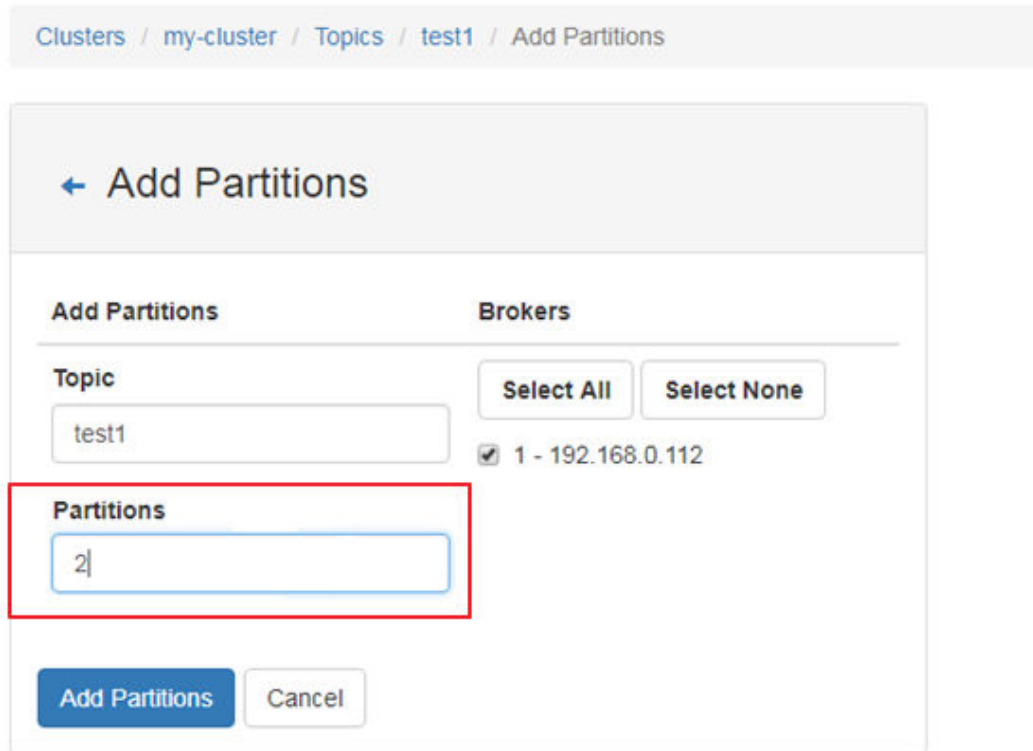 Clusters / my-cluster / Topics / test1 / Add Partitions
← Add Partitions
Add Partitions
Brokers
Topic
test1
Select All
Select None
1 - 192.168.0.112
Partitions
2
Add Partitions
Cancel